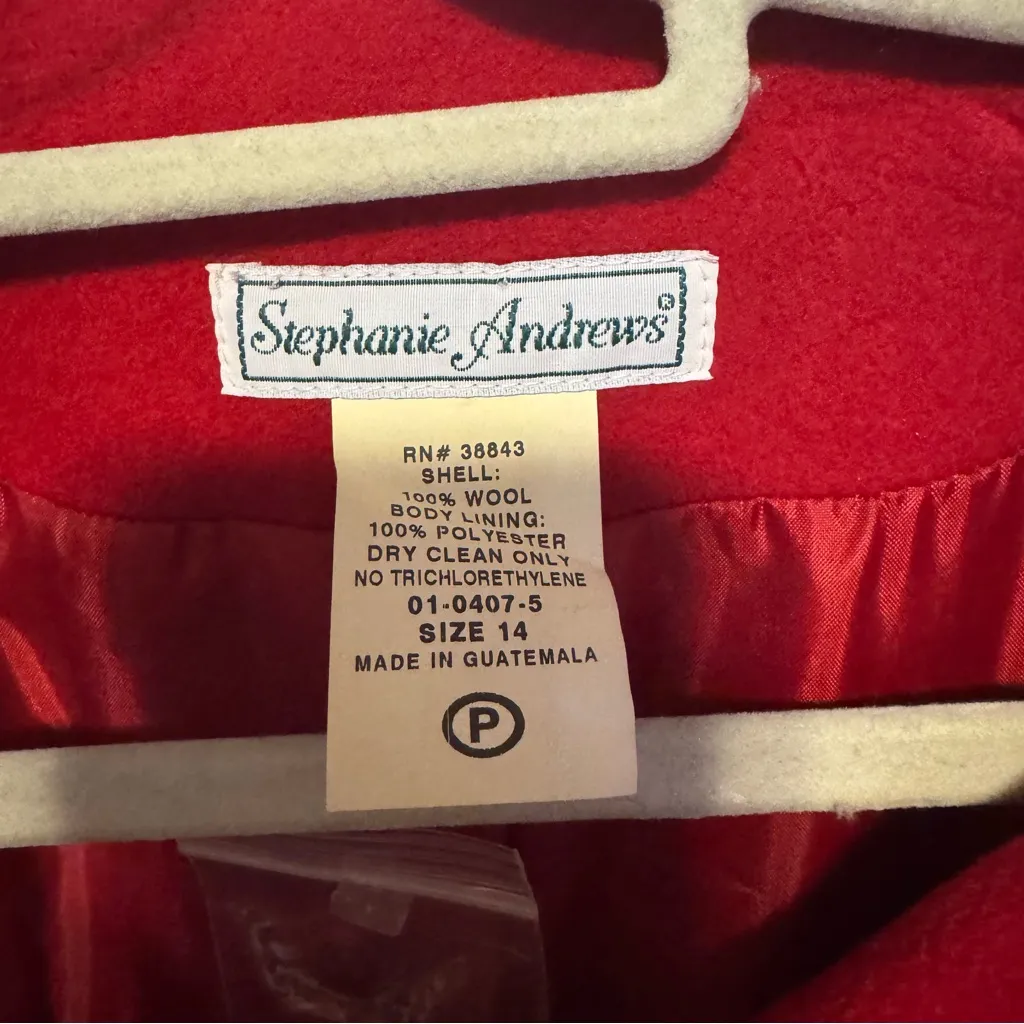 Stephanie Andrews®
RN# 38843
SHELL:
100% WOOL
BODY LINING:
100% POLYESTER
DRY CLEAN ONLY
NO TRICHLORETHYLENE
01-0407-5
SIZE 14
MADE IN GUATEMALA
P